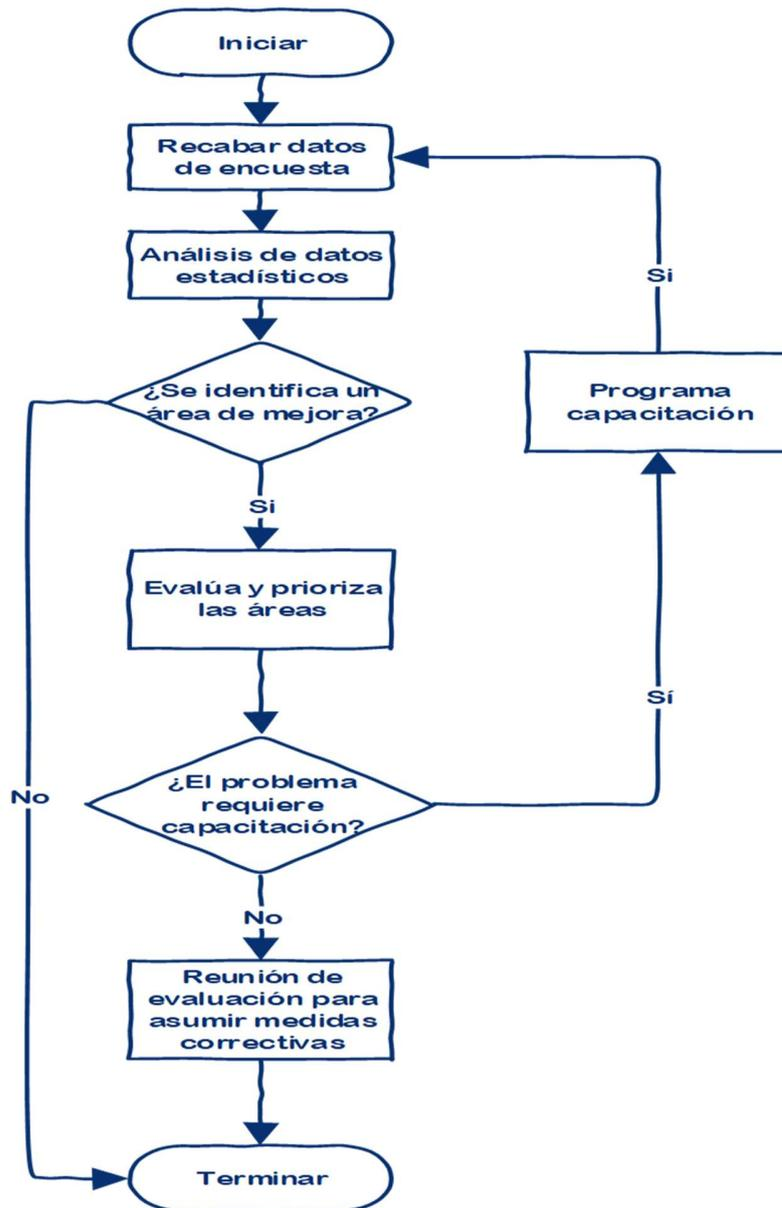 Iniciar
Recabar datos
de encuesta
Análisis de datos
estadísticos
Si
¿Se identifica un
área de mejora?
Programa
capacitación
Si
Evalúa y prioriza
las áreas
Sí
¿El problema
requiere
capacitación?
No
No
Reunión de
evaluación para
asumir medidas
correctivas
Terminar